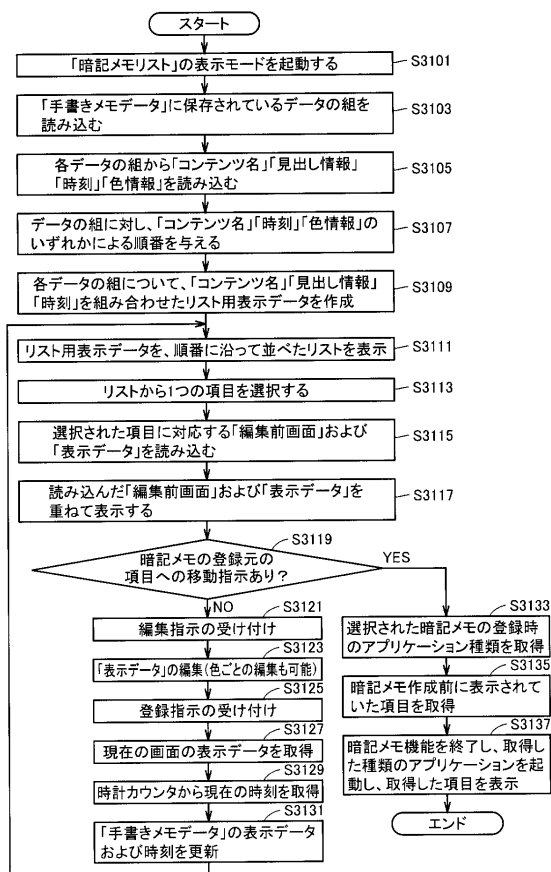 スタート
「暗記メモリスト」の表示モードを起動する
S3101
「手書きメモデータ」に保存されているデータの組を
読み込む
S3103
各データの組から「コンテンツ名」「見出し情報」
「時刻」「色情報」を読み込む
S3105
データの組に対し、「コンテンツ名」「時刻」「色情報」の
いずれかによる順番を与える
S3107
各データの組について、「コンテンツ名」「見出し情報」
「時刻」を組み合わせたリスト用表示データを作成
S3109
リスト用表示データを、順番に沿って並べたリストを表示
S3111
リストから1つの項目を選択する
S3113
選択された項目に対応する「編集前画面」および
「表示データ」を読み込む
S3115
読み込んだ「編集前画面」および「表示データ」を
重ねて表示する
S3117
S3119
暗記メモの登録元の
項目への移動指示あり?
YES
NO
S3121
編集指示の受け付け
S3123
「表示データ」の編集(色ごとの編集も可能)
S3125
登録指示の受け付け
S3127
現在の画面の表示データを取得
S3129
時計カウンタから現在の時刻を取得
S3131
「手書きメモデータ」の表示データ
および時刻を更新
S3133
選択された暗記メモの登録時
のアプリケーション種類を取得
S3135
暗記メモ作成前に表示されて
いた項目を取得
S3137
暗記メモ機能を終了し、取得し
た種類のアプリケーションを起
動し、取得した項目を表示
エンド